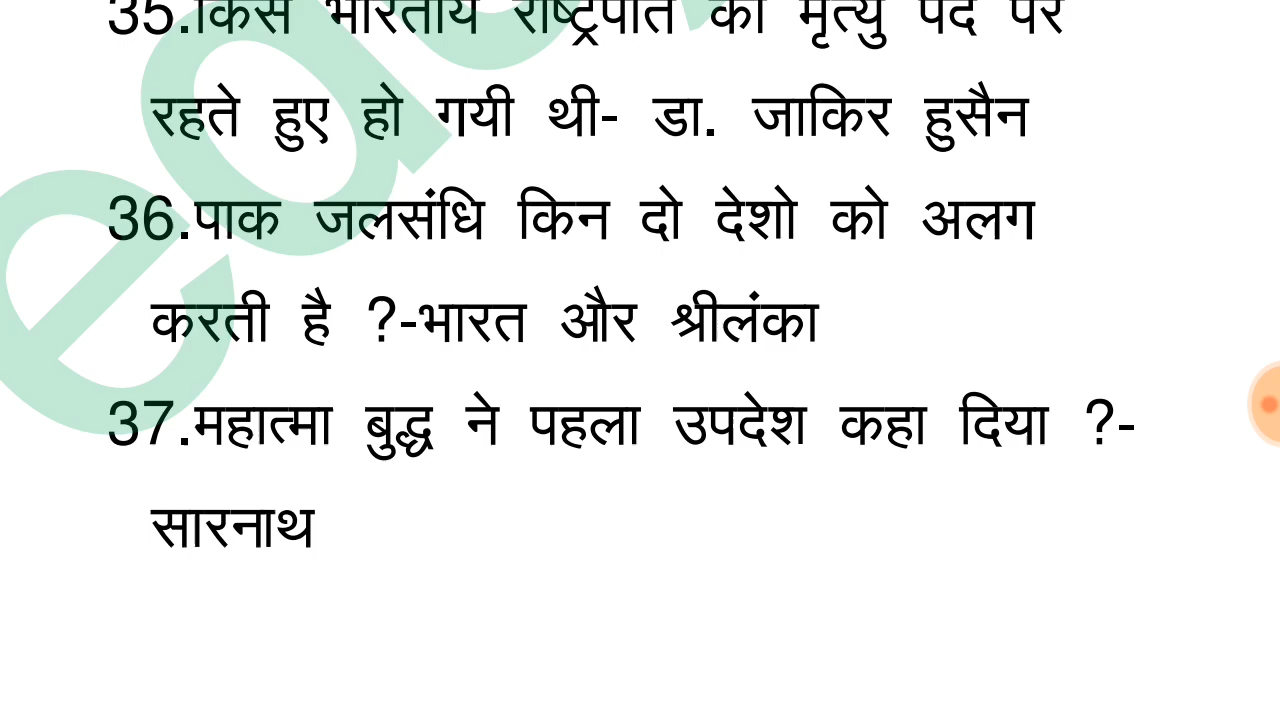 35.किस भारतीय राष्ट्रपति की मृत्यु पद पर
रहते हुए हो गयी थी- डा. जाकिर हुसैन
36.पाक जलसंधि किन दो देशो को अलग
करती है ?-भारत और श्रीलंका
37.महात्मा बुद्ध ने पहला उपदेश कहा दिया ?-
सारनाथ